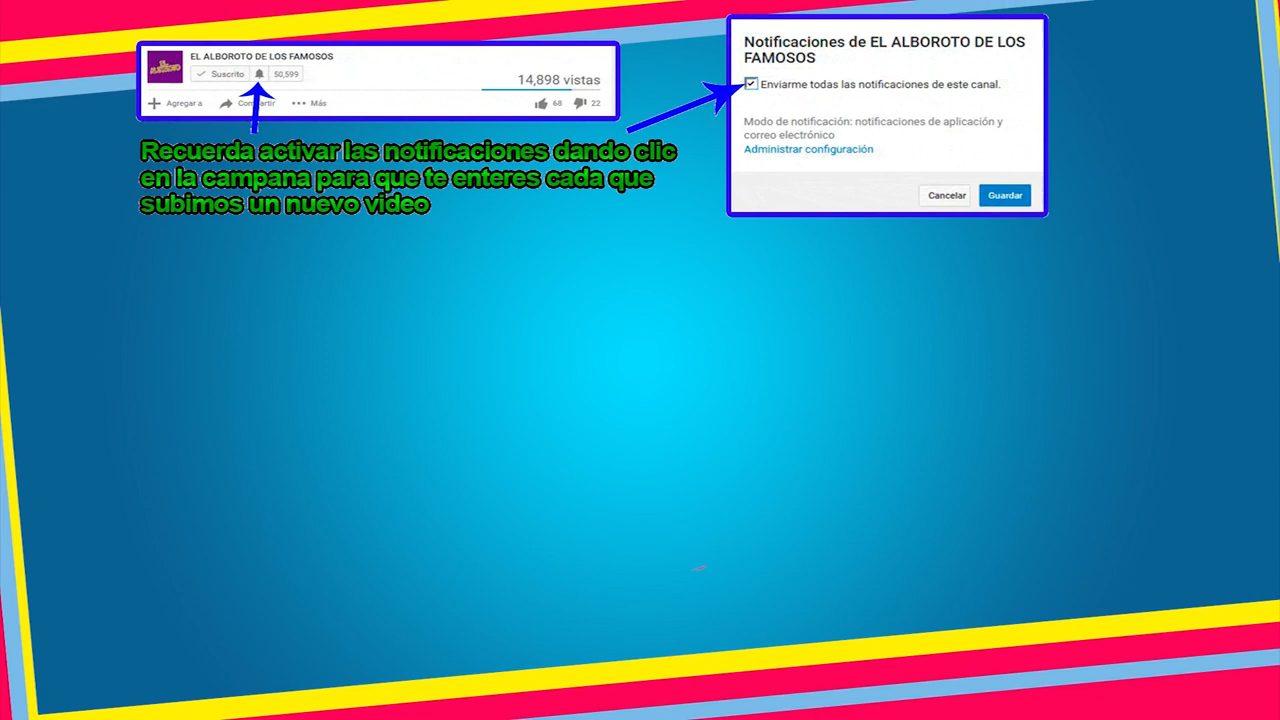 EL ALBOROTO DE LOS FAMOSOS
EL ALBOROTO
Suscrito 50,599
14,898 vistas
Agregar a Compartir Más 68 22
Recuerda activar las notificaciones dando clic
en la campana para que te enteres cada que
subimos un nuevo video
Notificaciones de EL ALBOROTO DE LOS
FAMOSOS
Enviarme todas las notificaciones de este canal.
Modo de notificación: notificaciones de aplicación y
correo electrónico
Administrar configuración
Cancelar Guardar